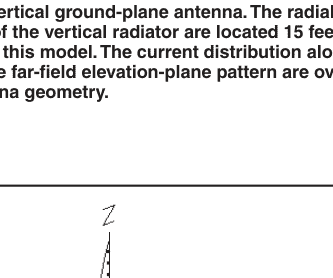 ertical ground-plane antenna. The radial
of the vertical radiator are located 15 fee
this model. The current distribution alo
e far-field elevation-plane pattern are ov
na geometry.
Z